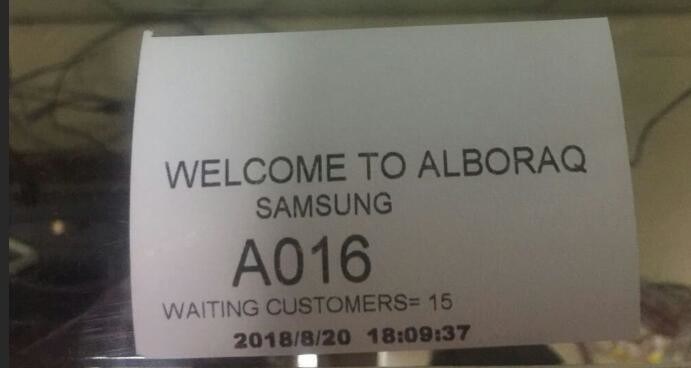 WELCOME TO ALBORAQ
SAMSUNG
A016
WAITING CUSTOMERS= 15
2018/8/20 18:09:37